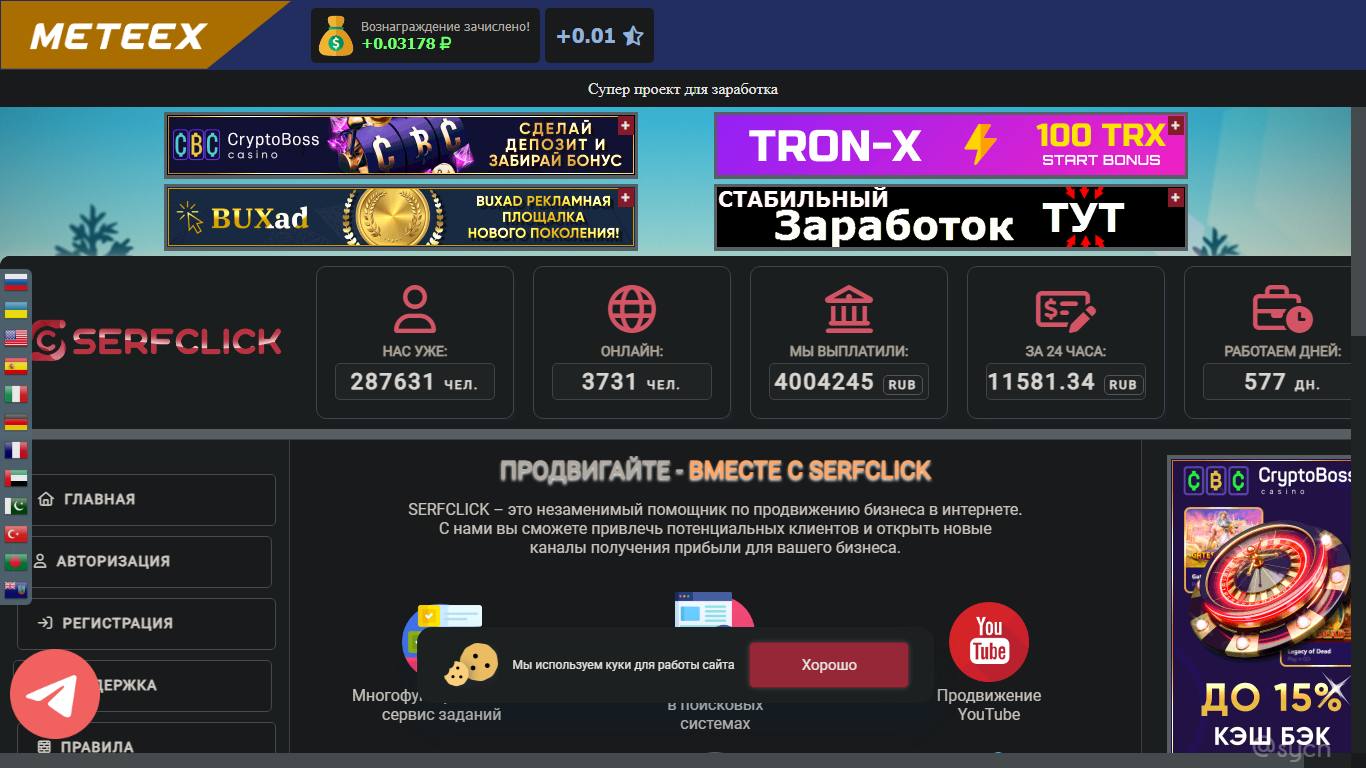 METEEX
Вознаграждение зачислено!
+0.03178 ₽
+0.01
Супер проект для заработка
CBC CryptoBoss
casino
СДЕЛАЙ
ДЕПОЗИТ И
ЗАБИРАЙ БОНУС
TRON-X
100 TRX
START BONUS
BUXad
BUXAD РЕКЛАМНАЯ
ПЛОЩАДКА
НОВОГО ПОКОЛЕНИЯ!
СТАБИЛЬНЫЙ
Заработок
ТУТ
SERFCLICK
НАС УЖЕ:
287631 ЧЕЛ.
ОНЛАЙН:
3731 ЧЕЛ.
МЫ ВЫПЛАТИЛИ:
4004245 RUB
ЗА 24 ЧАСА:
11581.34 RUB
РАБОТАЕМ ДНЕЙ:
577 ДН.
ГЛАВНАЯ
АВТОРИЗАЦИЯ
РЕГИСТРАЦИЯ
ДЕРЖКА
ПРАВИЛА
ПРОДВИГАЙТЕ - ВМЕСТЕ С SERFCLICK
SERFCLICK – это незаменимый помощник по продвижению бизнеса в интернете.
С нами вы сможете привлечь потенциальных клиентов и открыть новые
каналы получения прибыли для вашего бизнеса.
Многофу
сервис заданий
в поисковых
системах
You
Tube
Продвижение
YouTube
Мы используем куки для работы сайта
Хорошо
CBC CryptoBoss
casino
Legacy of Dead
ДО 15%
КЭШ БЭК
@sycn